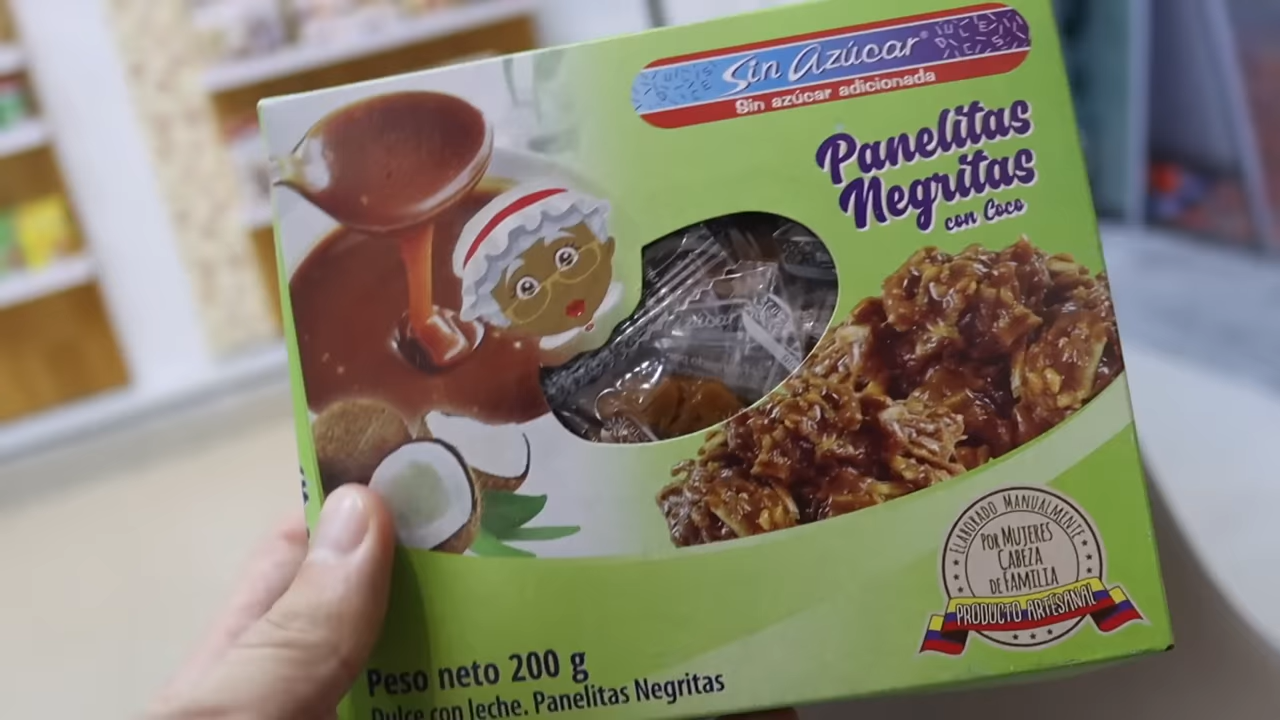 Sin Azúcar®
Sin azúcar adicionada
Panelitas
Negritas
con Coco
ELABORADO MANUALMENTE
POR MUJERES
CABEZA
DE FAMILIA
PRODUCTO ARTESANAL
Peso neto 200 g
Dulce con leche. Panelitas Negritas